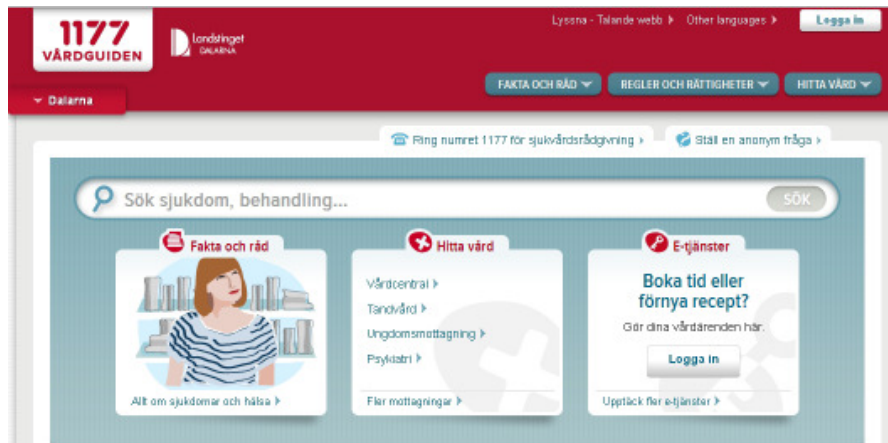 1177
VÅRDGUIDEN
Landstinget
DALARNA
Lyssna - Talande webb
Other languages
Logga in
FAKTA OCH RÅD
REGLER OCH RÄTTIGHETER
HITTA VÅRD
Dalarna
Ring numret 1177 för sjukvårdsrådgivning
Ställ en anonym fråga
Sök sjukdom, behandling...
SÖK
Fakta och råd
Allt om sjukdomar och hälsa
Hitta vård
Vårdcentral
Tandvård
Ungdomsmottagning
Psykiatri
Fler mottagningar
E-tjänster
Boka tid eller
förnya recept?
Gör dina vårdärenden här.
Logga in
Upptäck fler e-tjänster